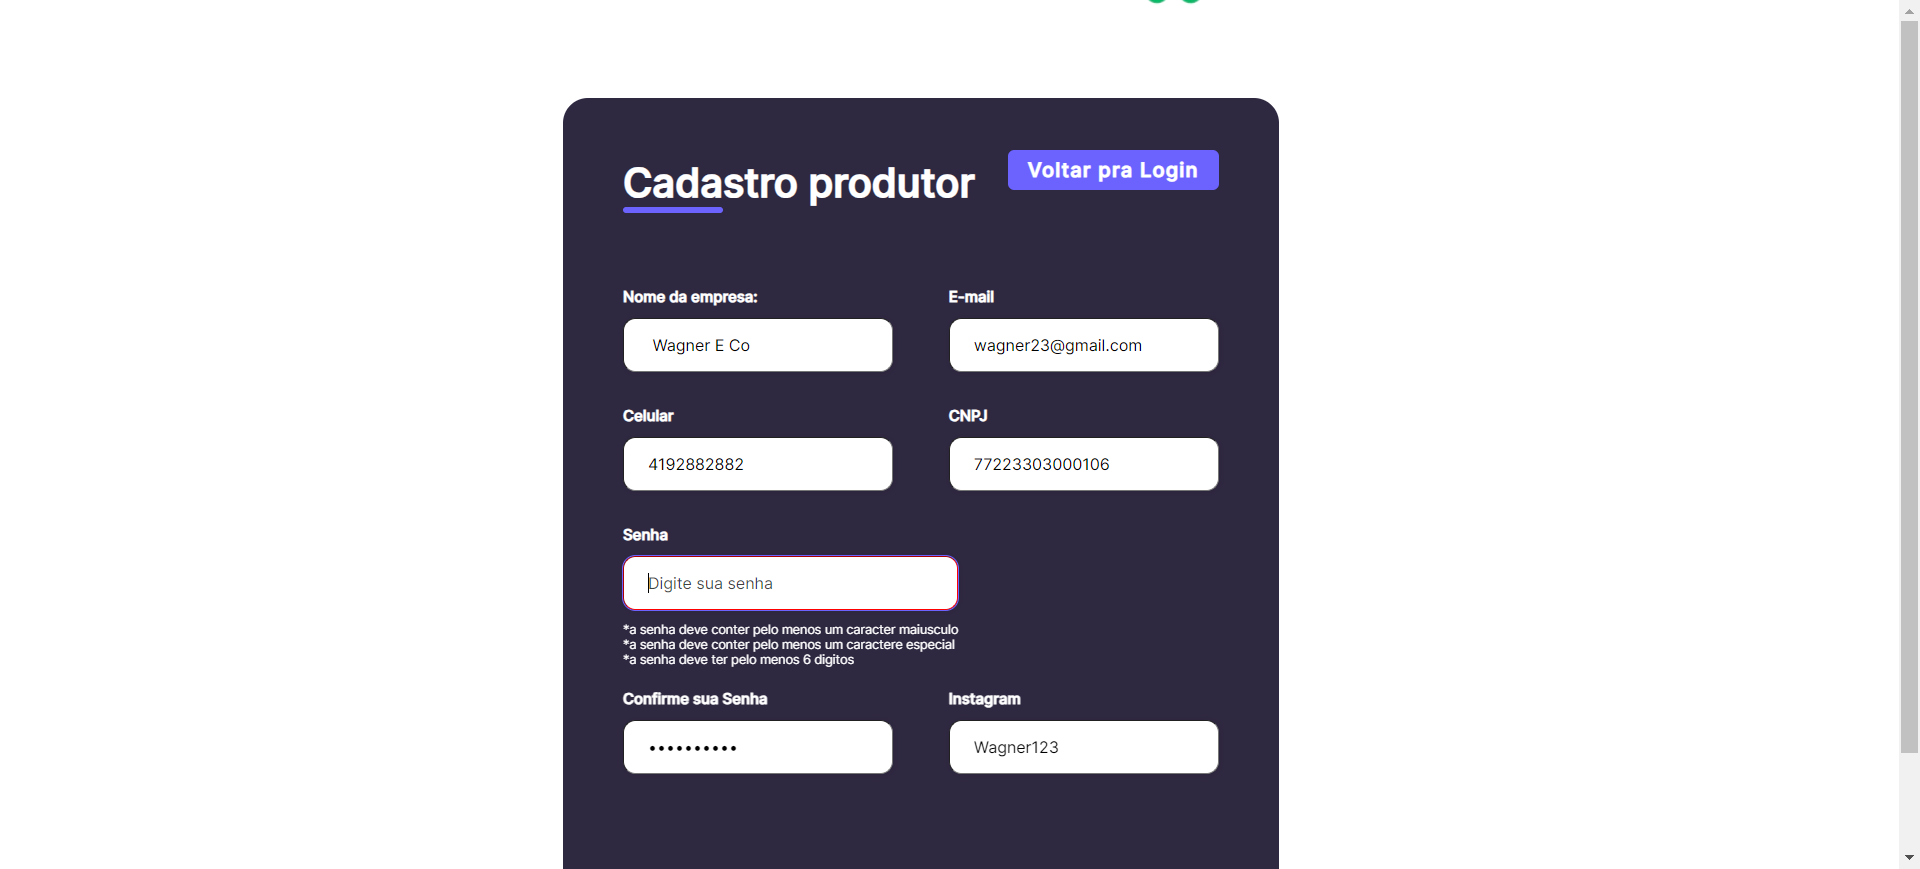 Cadastro produtor
Voltar pra Login
Nome da empresa:
E-mail
Wagner E Co
wagner23@gmail.com
Celular
CNPJ
4192882882
77223303000106
Senha
Digite sua senha
*a senha deve conter pelo menos um caracter maiusculo
*a senha deve conter pelo menos um caractere especial
*a senha deve ter pelo menos 6 digitos
Confirme sua Senha
Instagram
••••••••••
Wagner123